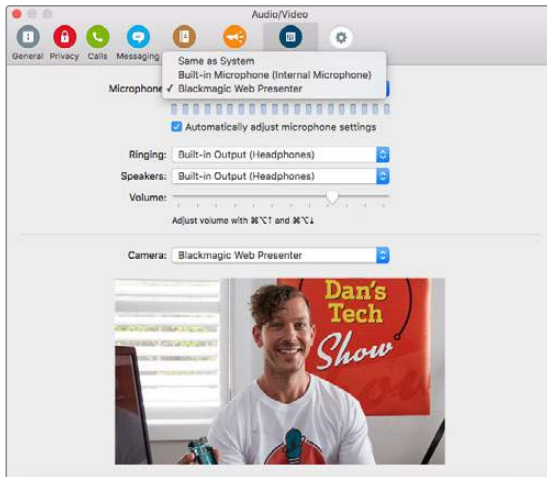 Audio/Video
General Privacy Calls Messaging
Same as System
Built-in Microphone (Internal Microphone)
Microphone: ✓ Blackmagic Web Presenter
Automatically adjust microphone settings
Ringing: Built-in Output (Headphones)
Speakers: Built-in Output (Headphones)
Volume:
Adjust volume with ⌘⌥↑ and ⌘⌥↓
Camera: Blackmagic Web Presenter
Dan's
Tech
Show